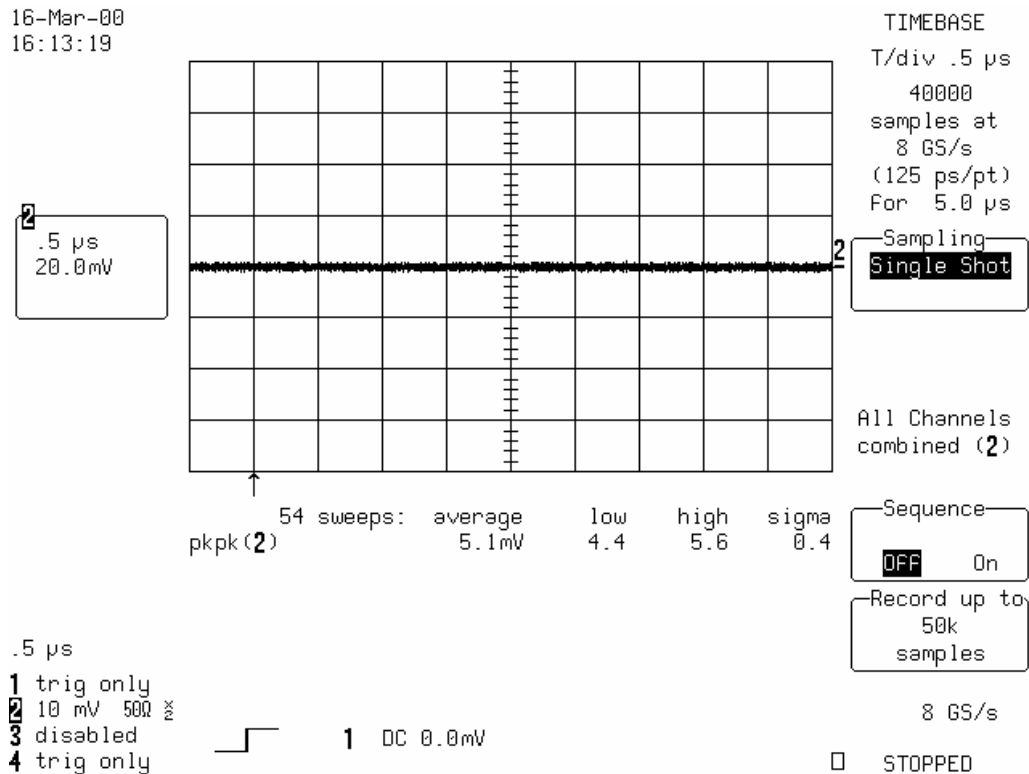 16-Mar-00
16:13:19
TIMEBASE
T/div .5 µs
40000
samples at
8 GS/s
(125 ps/pt)
for 5.0 µs
2
.5 µs
20.0mV
2
Sampling
Single Shot
All Channels
combined (2)
54 sweeps: average low high sigma
pkpk(2) 5.1mV 4.4 5.6 0.4
Sequence
OFF On
Record up to
50k
samples
.5 µs
1 trig only
2 10 mV 50Ω x2
3 disabled
4 trig only
1 DC 0.0mV
8 GS/s
STOPPED